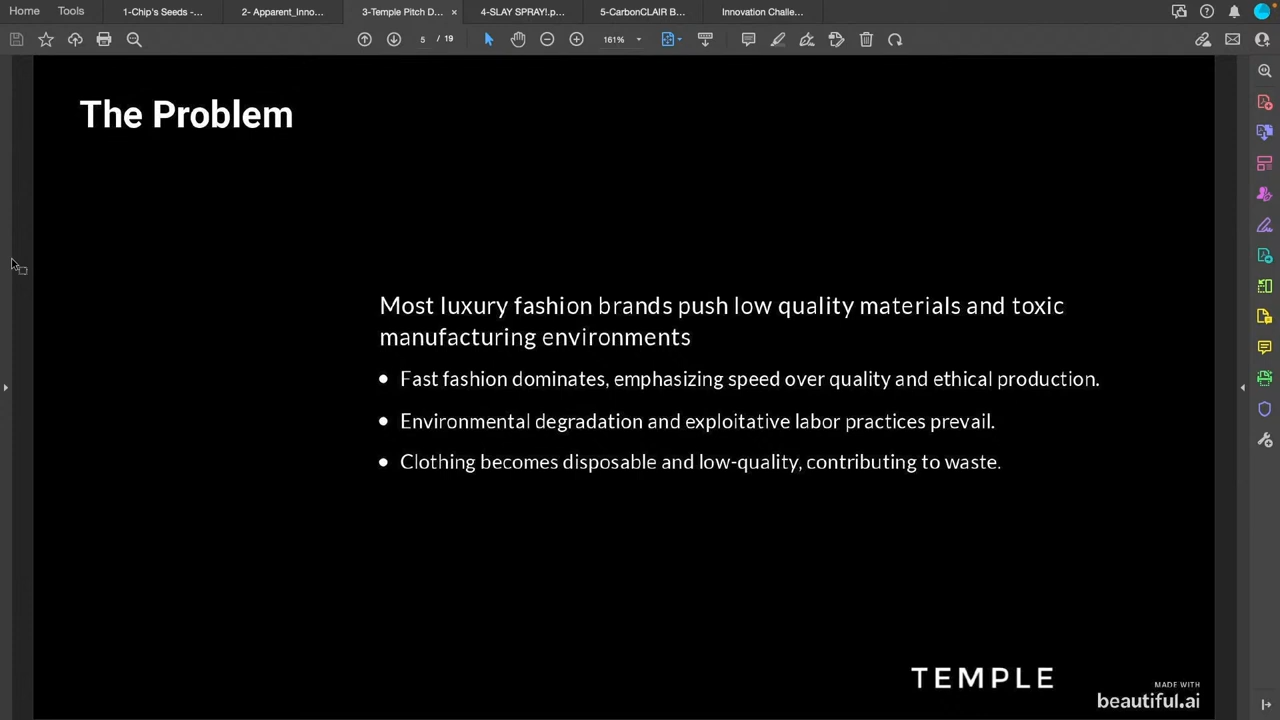 Home
Tools
1-Chip's Seeds -...
2- Apparent_Inno...
3-Temple Pitch D...
4-SLAY SPRAY!.p...
5-CarbonCLAIR B...
Innovation Challe...
5 / 19
161%
The Problem
Most luxury fashion brands push low quality materials and toxic
manufacturing environments
• Fast fashion dominates, emphasizing speed over quality and ethical production.
• Environmental degradation and exploitative labor practices prevail.
• Clothing becomes disposable and low-quality, contributing to waste.
TEMPLE
MADE WITH
beautiful.ai